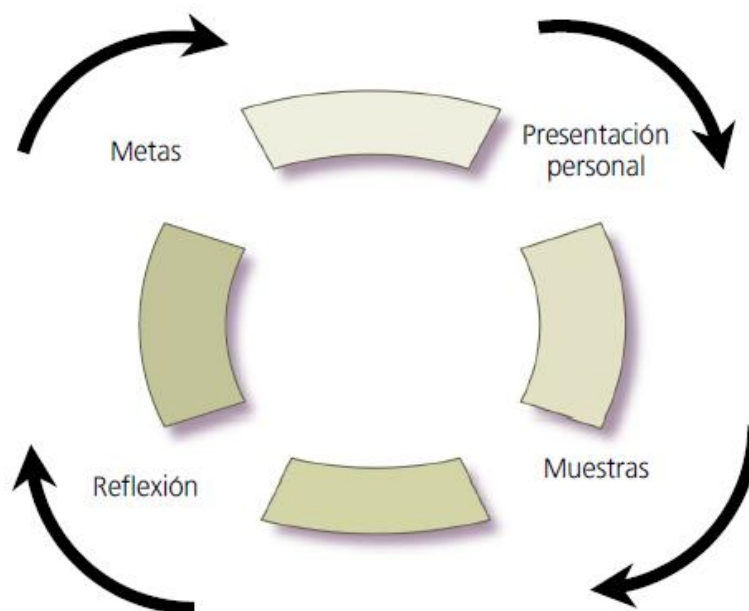 Metas
Presentación
personal
Reflexión
Muestras